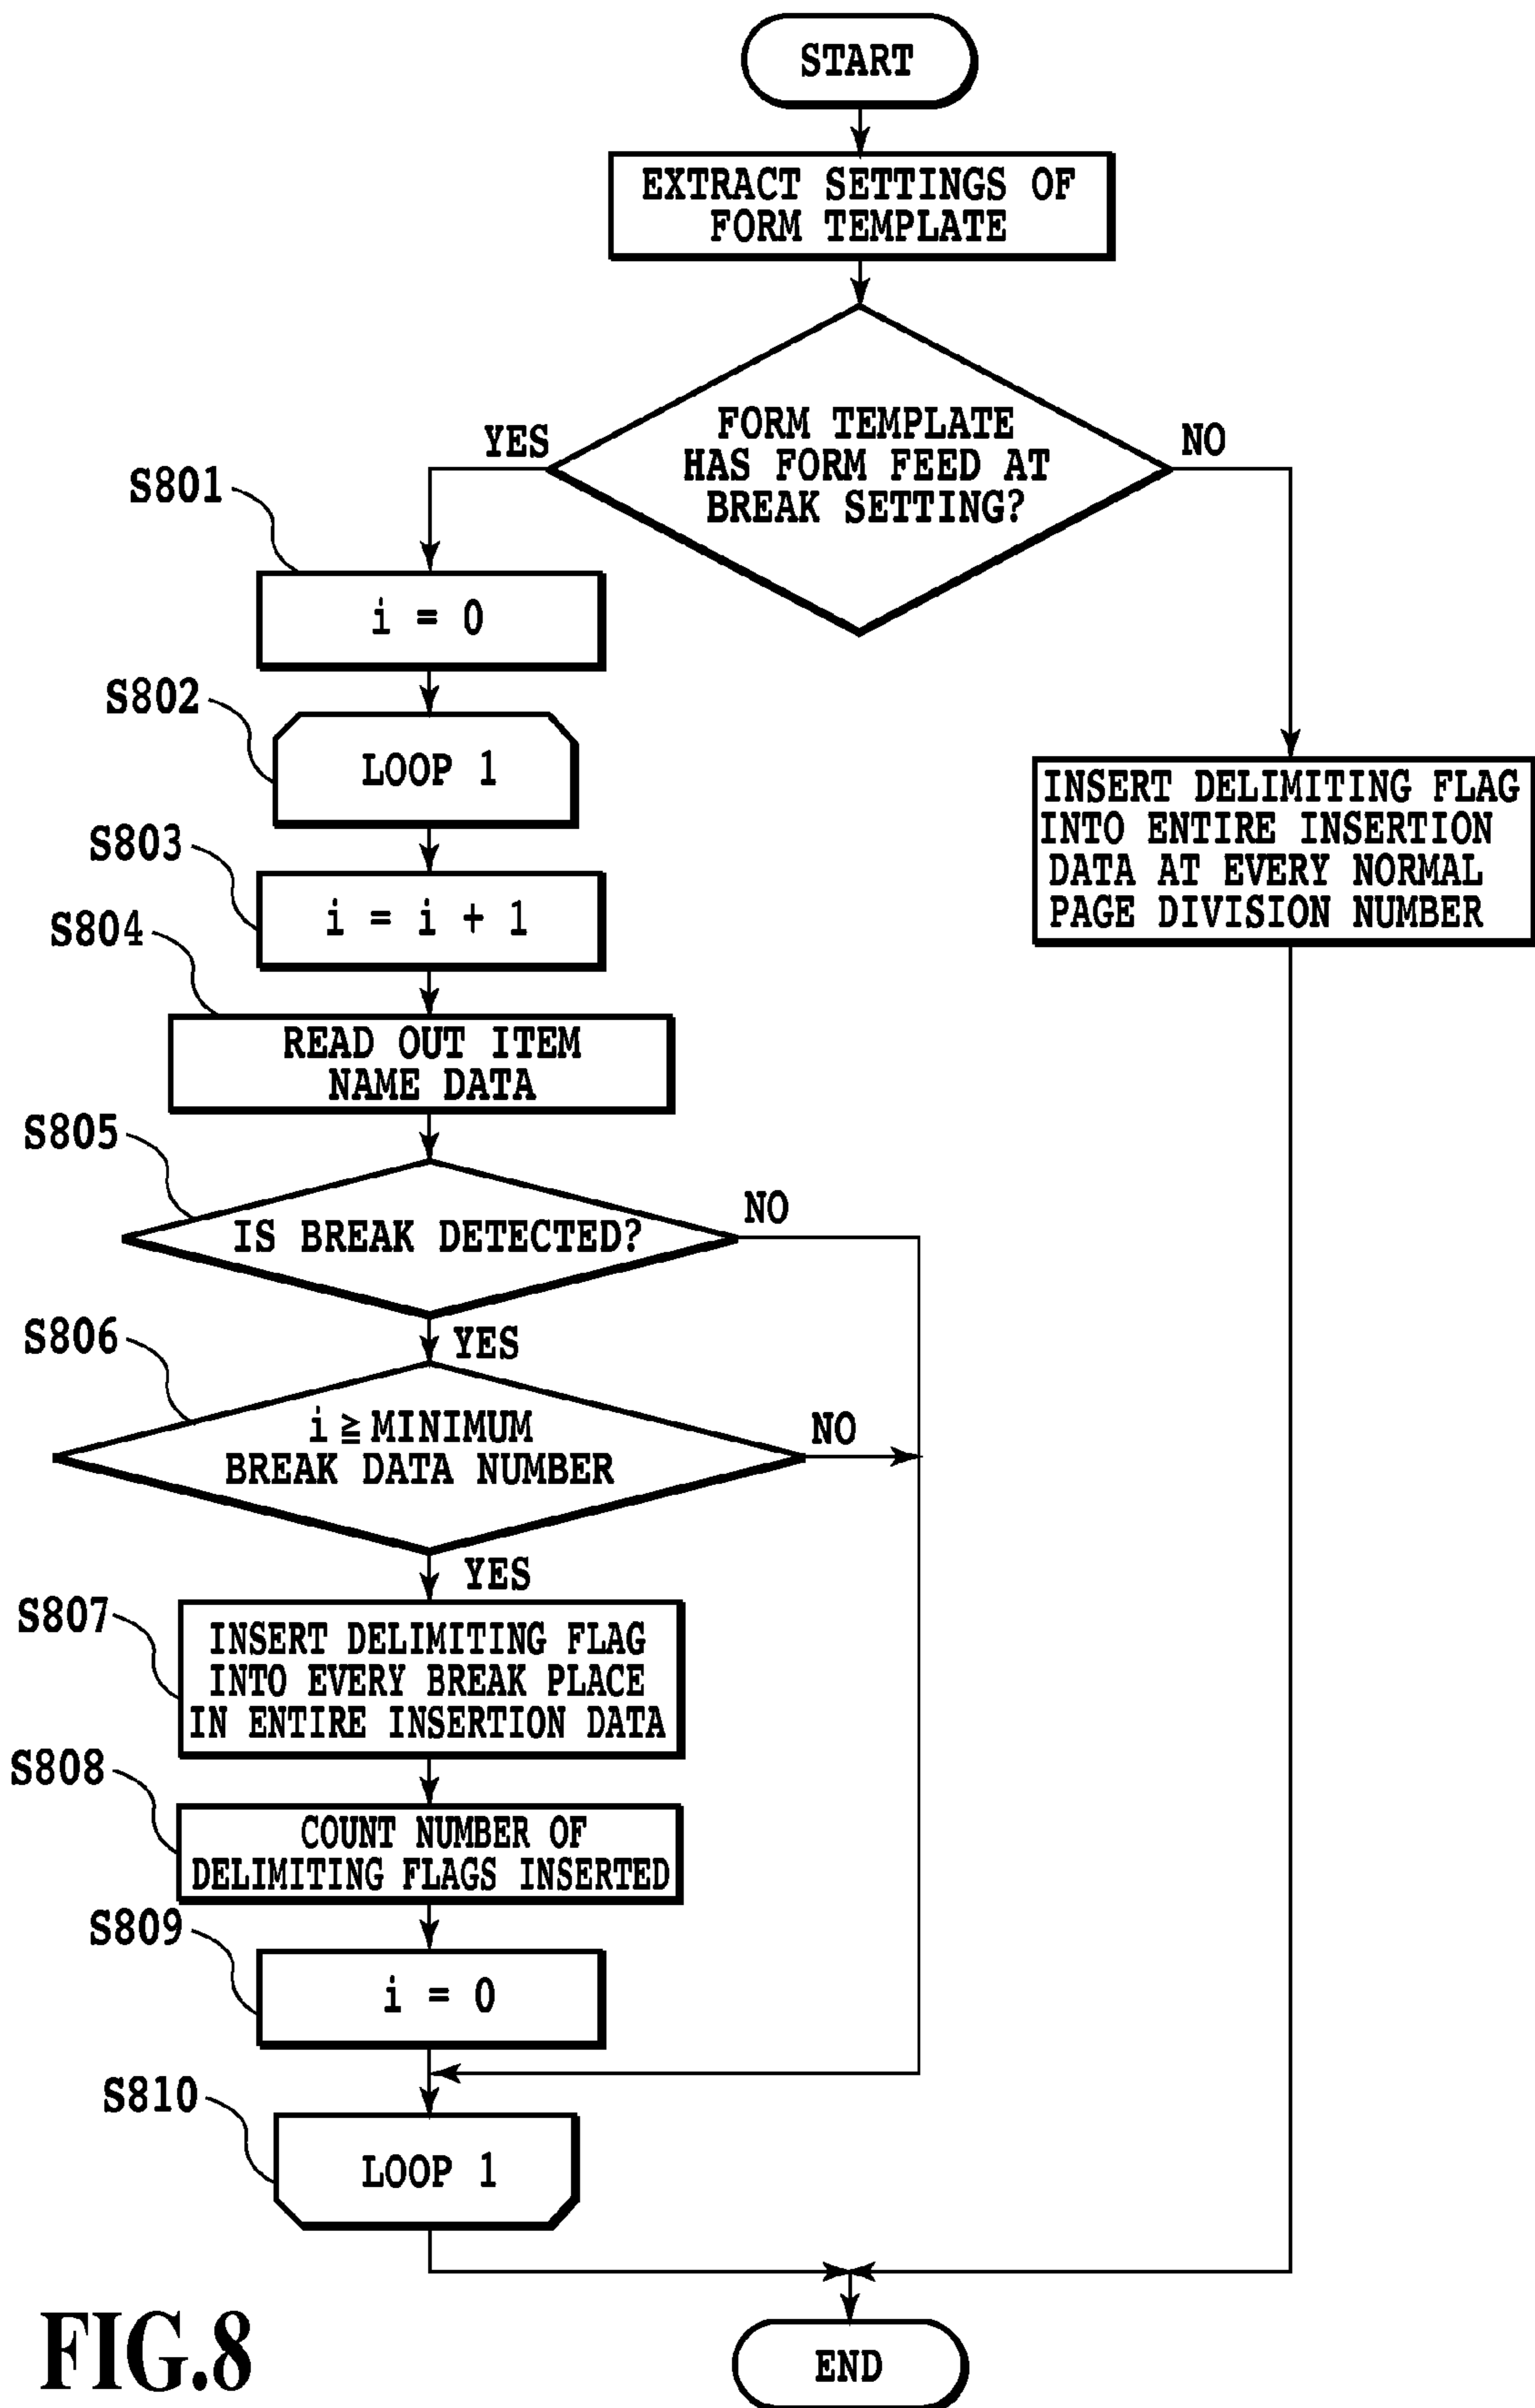 START
EXTRACT SETTINGS OF
FORM TEMPLATE
FORM TEMPLATE
HAS FORM FEED AT
BREAK SETTING?
YES
NO
S801
i = 0
S802
LOOP 1
S803
i = i + 1
INSERT DELIMITING FLAG
INTO ENTIRE INSERTION
DATA AT EVERY NORMAL
PAGE DIVISION NUMBER
S804
READ OUT ITEM
NAME DATA
S805
IS BREAK DETECTED?
NO
YES
S806
i ≧ MINIMUM
BREAK DATA NUMBER
NO
YES
S807
INSERT DELIMITING FLAG
INTO EVERY BREAK PLACE
IN ENTIRE INSERTION DATA
S808
COUNT NUMBER OF
DELIMITING FLAGS INSERTED
S809
i = 0
S810
LOOP 1
END
FIG.8